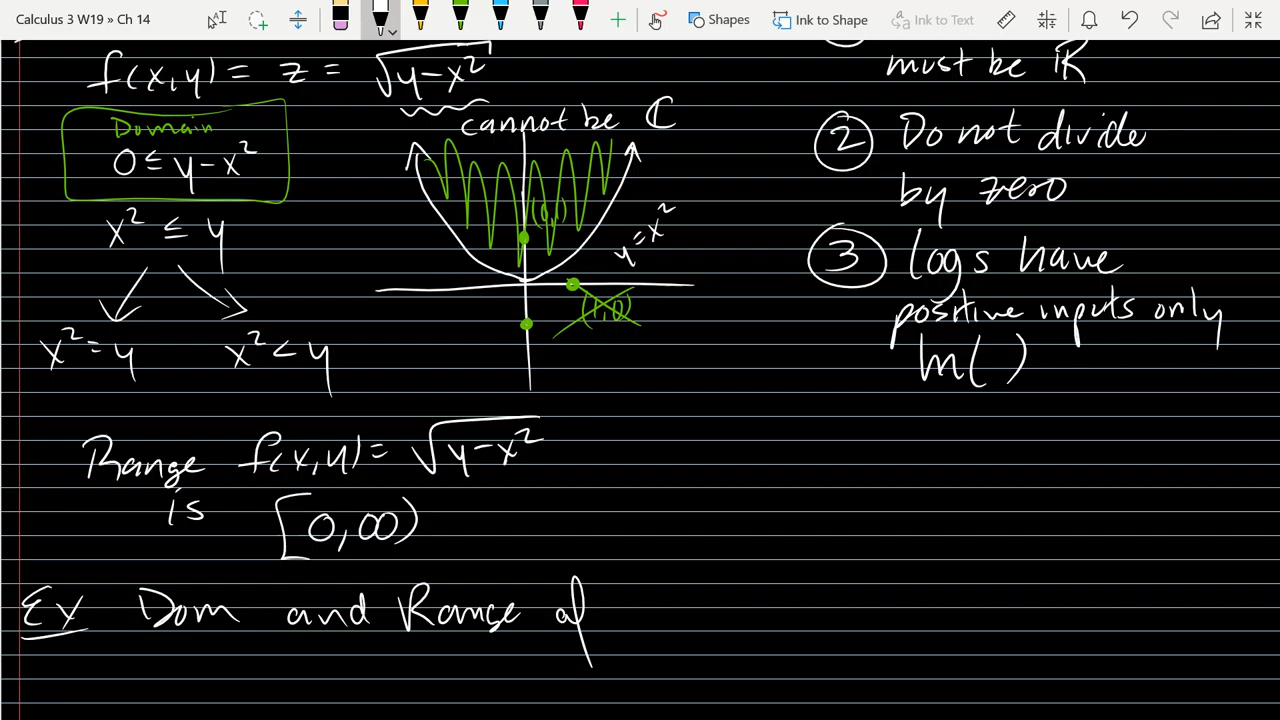 Calculus 3 W19 » Ch 14
Shapes
Ink to Shape
Ink to Text
f(x,y) = z = √(y-x²)
cannot be ℂ
Domain
0 ≤ y-x²
x² ≤ y
x² = y
x² < y
(0,1)
y=x²
(1,0)
must be ℝ
② Do not divide
by zero
③ logs have
positive inputs only
ln( )
Range f(x,y) = √(y-x²)
is [0,∞)
Ex Dom and Range of